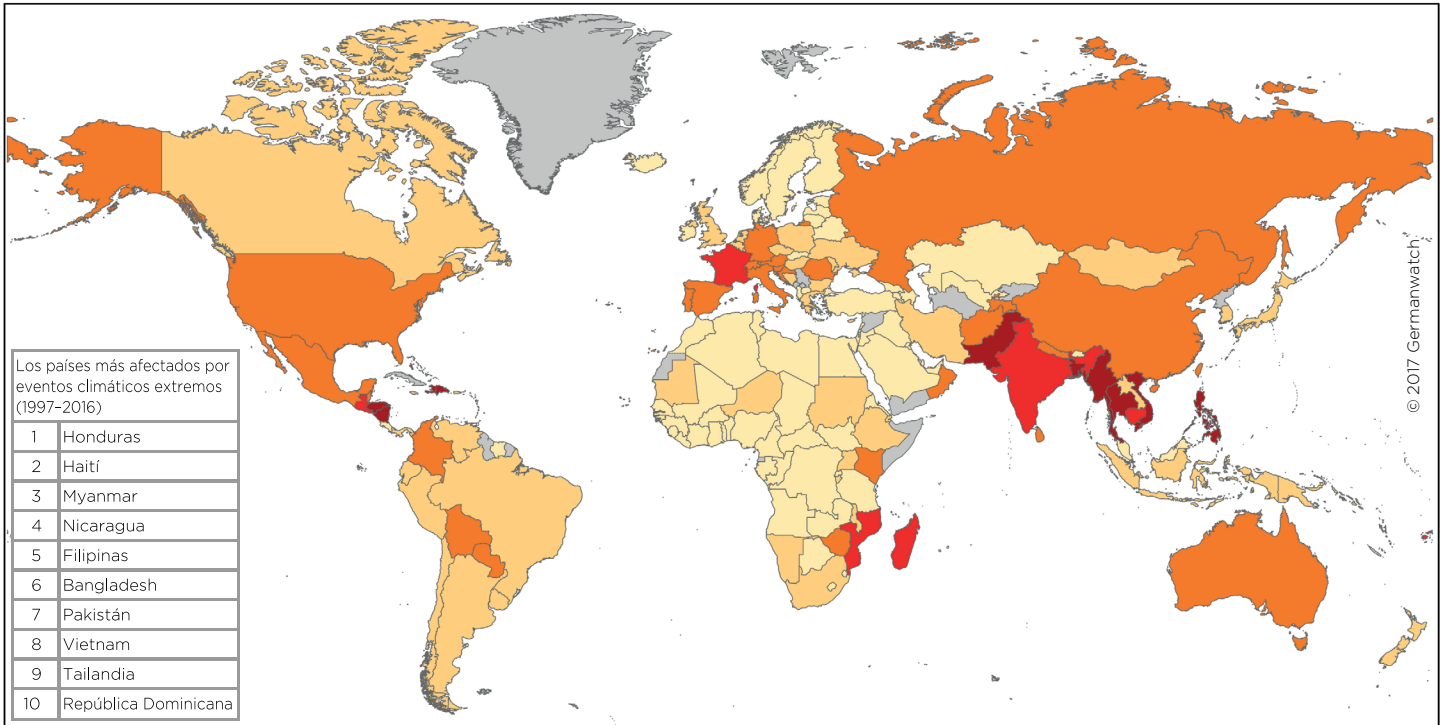 Los países más afectados por
eventos climáticos extremos
(1997–2016)
1 Honduras
2 Haití
3 Myanmar
4 Nicaragua
5 Filipinas
6 Bangladesh
7 Pakistán
8 Vietnam
9 Tailandia
10 República Dominicana
© 2017 Germanwatch